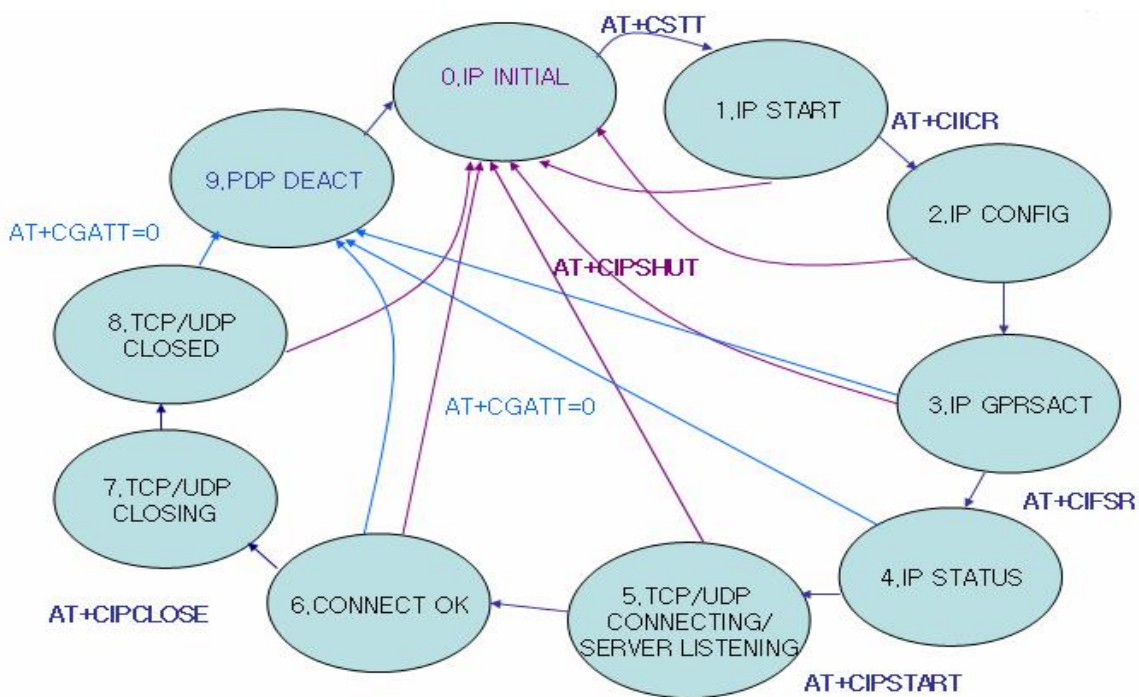 AT+CSTT
0,IP INITIAL
1,IP START
AT+CIICR
9,PDP DEACT
2,IP CONFIG
AT+CGATT=0
AT+CIPSHUT
8,TCP/UDP
CLOSED
AT+CGATT=0
3,IP GPRSACT
7,TCP/UDP
CLOSING
AT+CIFSR
4,IP STATUS
6,CONNECT OK
5,TCP/UDP
CONNECTING/
SERVER LISTENING
AT+CIPCLOSE
AT+CIPSTART